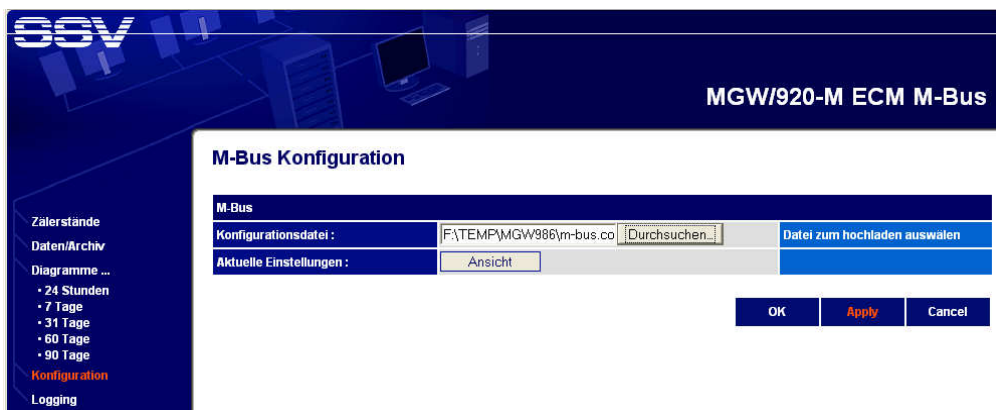 SSV
MGW/920-M ECM M-Bus
M-Bus Konfiguration
Zälerstände
Daten/Archiv
Diagramme ...
• 24 Stunden
• 7 Tage
• 31 Tage
• 60 Tage
• 90 Tage
Konfiguration
Logging
M-Bus
Konfigurationsdatei : F:\TEMP\MGW986\m-bus.co Durchsuchen... Datei zum hochladen auswälen
Aktuelle Einstellungen : Ansicht
OK Apply Cancel